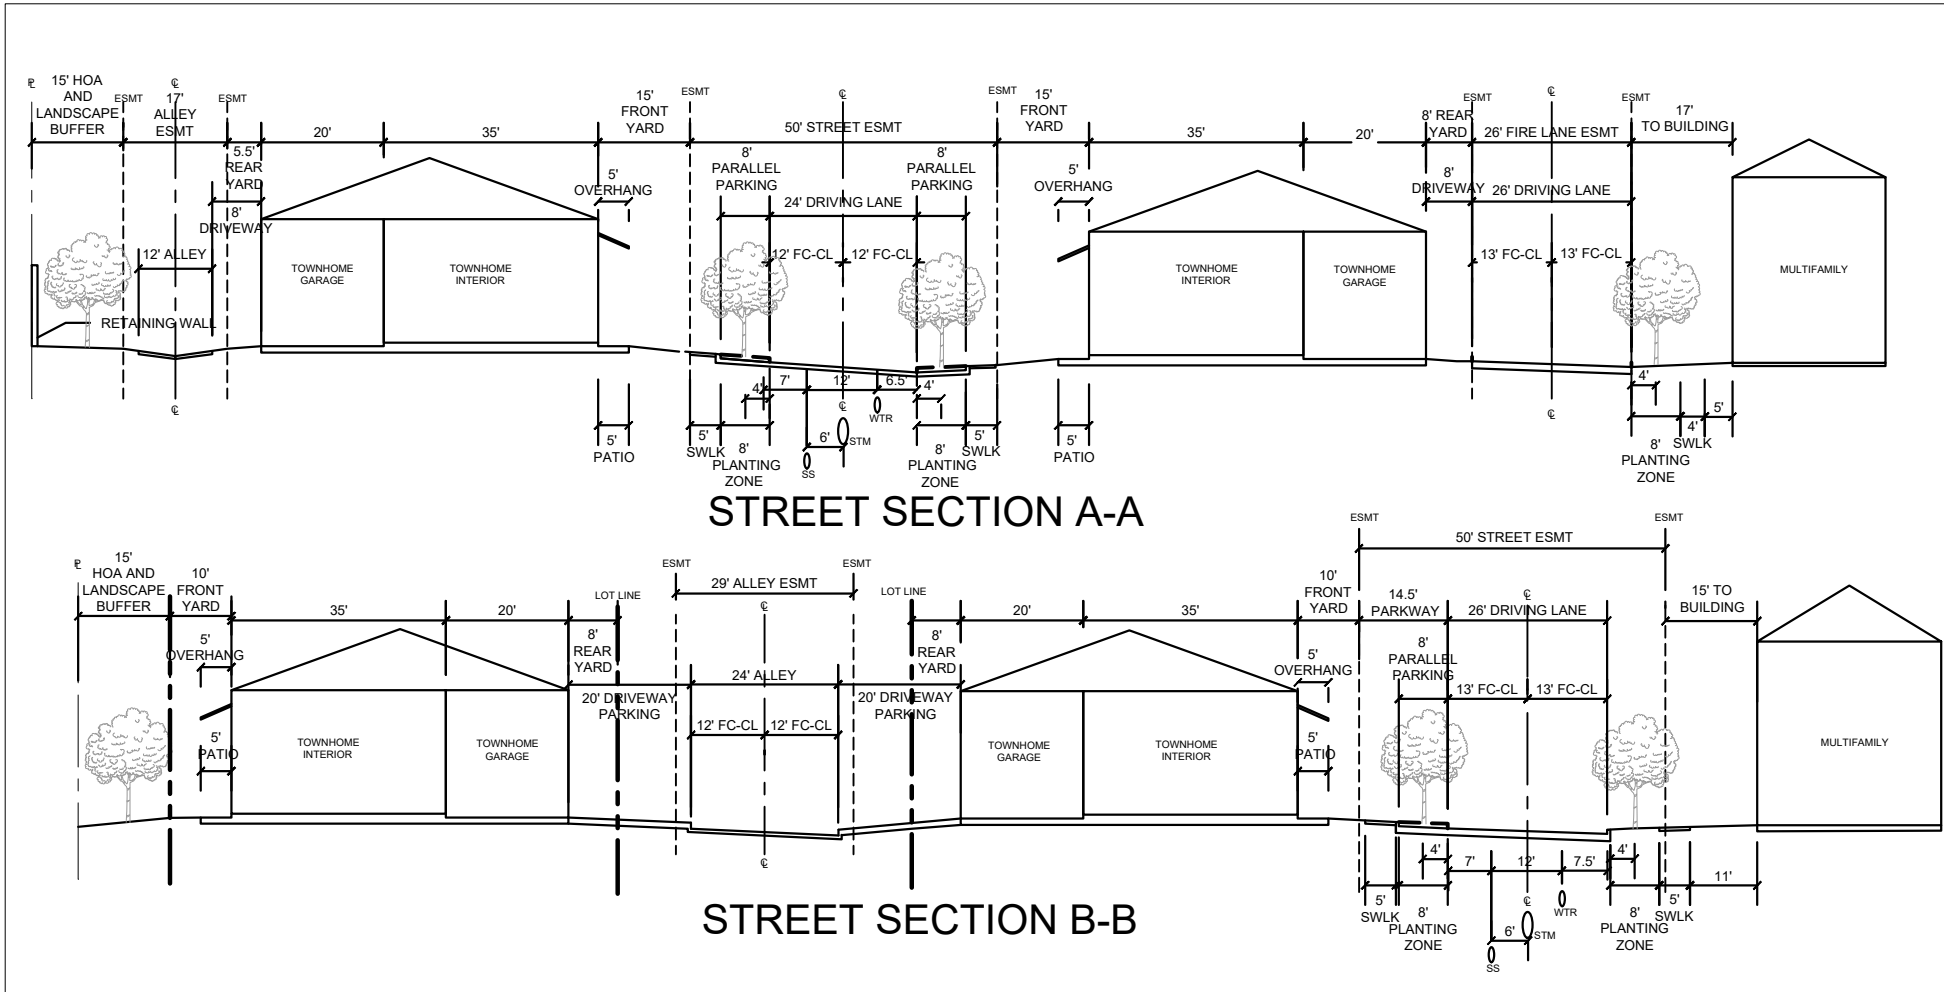 ℄
℄
15' HOA
AND
LANDSCAPE
BUFFER
ESMT
17'
ALLEY
ESMT
ESMT
5.5'
REAR
YARD
20'
35'
15'
FRONT
YARD
ESMT
50' STREET ESMT
ESMT
15'
FRONT
YARD
35'
20'
8' REAR
YARD
ESMT
26' FIRE LANE ESMT
℄
ESMT
17'
TO BUILDING
8'
DRIVEWAY
12' ALLEY
5'
OVERHANG
8'
PARALLEL
PARKING
24' DRIVING LANE
8'
PARALLEL
PARKING
5'
OVERHANG
8'
DRIVEWAY
26' DRIVING LANE
12' FC-CL
12' FC-CL
13' FC-CL
13' FC-CL
TOWNHOME
GARAGE
TOWNHOME
INTERIOR
TOWNHOME
INTERIOR
TOWNHOME
GARAGE
MULTIFAMILY
RETAINING WALL
℄
4'
7'
12'
6.5'
4'
4'
℄
WTR
℄
5'
PATIO
5'
SWLK
8'
PLANTING
ZONE
6'
STM
SS
8'
PLANTING
ZONE
5'
SWLK
5'
PATIO
8'
PLANTING
ZONE
4'
SWLK
5'
STREET SECTION A-A
15'
HOA AND
LANDSCAPE
BUFFER
10'
FRONT
YARD
35'
20'
8'
REAR
YARD
LOT LINE
ESMT
29' ALLEY ESMT
ESMT
LOT LINE
8'
REAR
YARD
20'
35'
10'
FRONT
YARD
ESMT
50' STREET ESMT
ESMT
14.5'
PARKWAY
26' DRIVING LANE
15' TO
BUILDING
5'
OVERHANG
20' DRIVEWAY
PARKING
24' ALLEY
20' DRIVEWAY
PARKING
5'
OVERHANG
8'
PARALLEL
PARKING
12' FC-CL
12' FC-CL
13' FC-CL
13' FC-CL
5'
PATIO
5'
PATIO
TOWNHOME
INTERIOR
TOWNHOME
GARAGE
TOWNHOME
GARAGE
TOWNHOME
INTERIOR
MULTIFAMILY
℄
4'
7'
12'
7.5'
4'
11'
5'
SWLK
8'
PLANTING
ZONE
6'
℄
STM
SS
WTR
8'
PLANTING
ZONE
5'
SWLK
STREET SECTION B-B